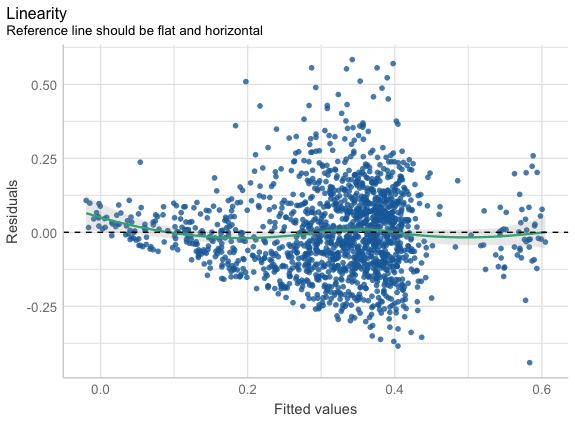 Linearity
Reference line should be flat and horizontal
Residuals
0.50
0.25
0.00
-0.25
0.0
0.2
0.4
0.6
Fitted values